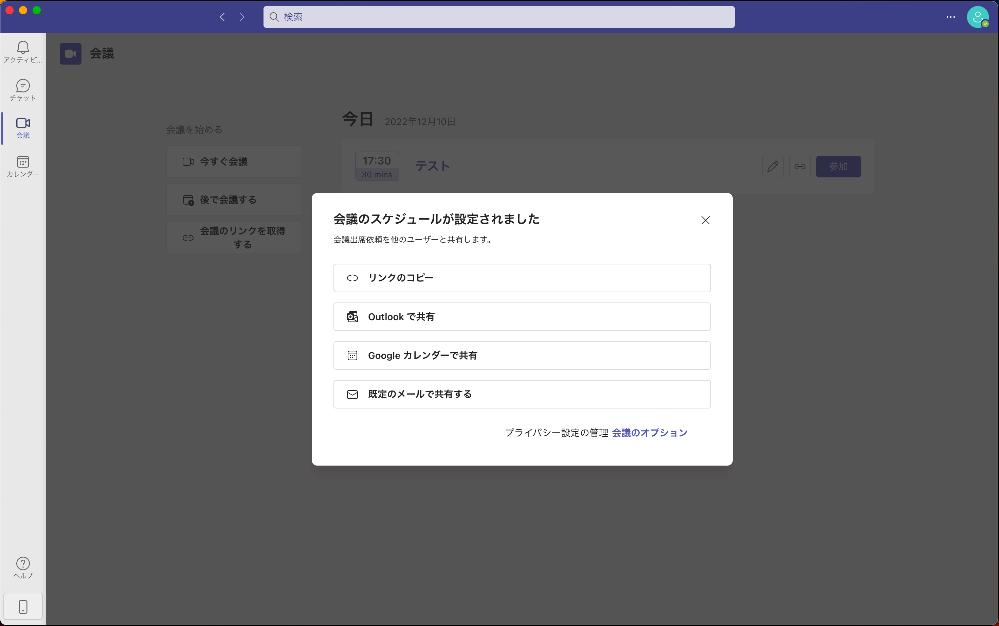 検索
アクティビ...
チャット
会議
カレンダー
ヘルプ
会議
会議を始める
今すぐ会議
後で会議する
会議のリンクを取得
する
今日 2022年12月10日
17:30
30 mins
テスト
参加
会議のスケジュールが設定されました
会議出席依頼を他のユーザーと共有します。
リンクのコピー
Outlook で共有
Google カレンダーで共有
既定のメールで共有する
プライバシー設定の管理 会議のオプション